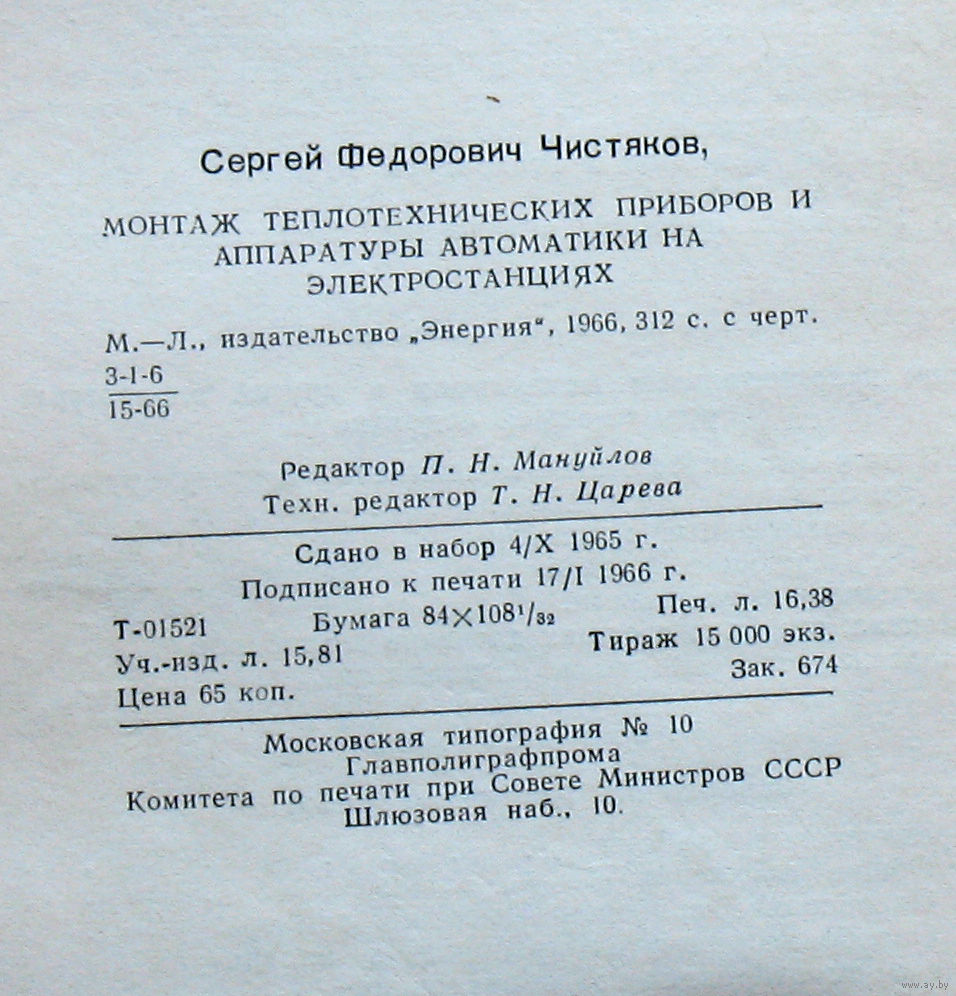 Сергей Федорович Чистяков,
МОНТАЖ ТЕПЛОТЕХНИЧЕСКИХ ПРИБОРОВ И
АППАРАТУРЫ АВТОМАТИКИ НА
ЭЛЕКТРОСТАНЦИЯХ
М.—Л., издательство „Энергия“, 1966, 312 с. с черт.
3-1-6
15-66
Редактор П. Н. Мануйлов
Техн. редактор Т. Н. Царева
Сдано в набор 4/X 1965 г.
Подписано к печати 17/I 1966 г.
Т-01521 Бумага 84×108¹/₃₂ Печ. л. 16,38
Уч.-изд. л. 15,81 Тираж 15 000 экз.
Цена 65 коп. Зак. 674
Московская типография № 10
Главполиграфпрома
Комитета по печати при Совете Министров СССР
Шлюзовая наб., 10.
www.ay.by